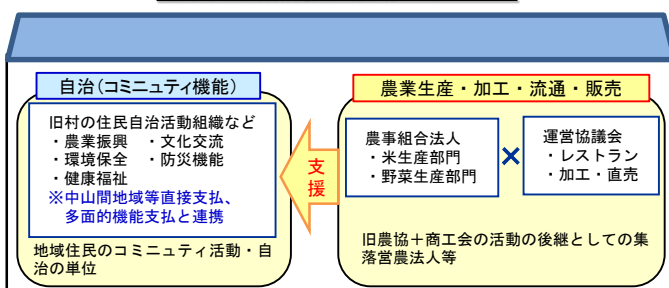 自治（コミニュティ機能）
旧村の住民自治活動組織など
・農業振興　・文化交流
・環境保全　・防災機能
・健康福祉
※中山間地域等直接支払、
多面的機能支払と連携
地域住民のコミニュティ活動・自
治の単位
支
援
農業生産・加工・流通・販売
農事組合法人
・米生産部門
・野菜生産部門
×
運営協議会
・レストラン
・加工・直売
旧農協＋商工会の活動の後継としての集
落営農法人等